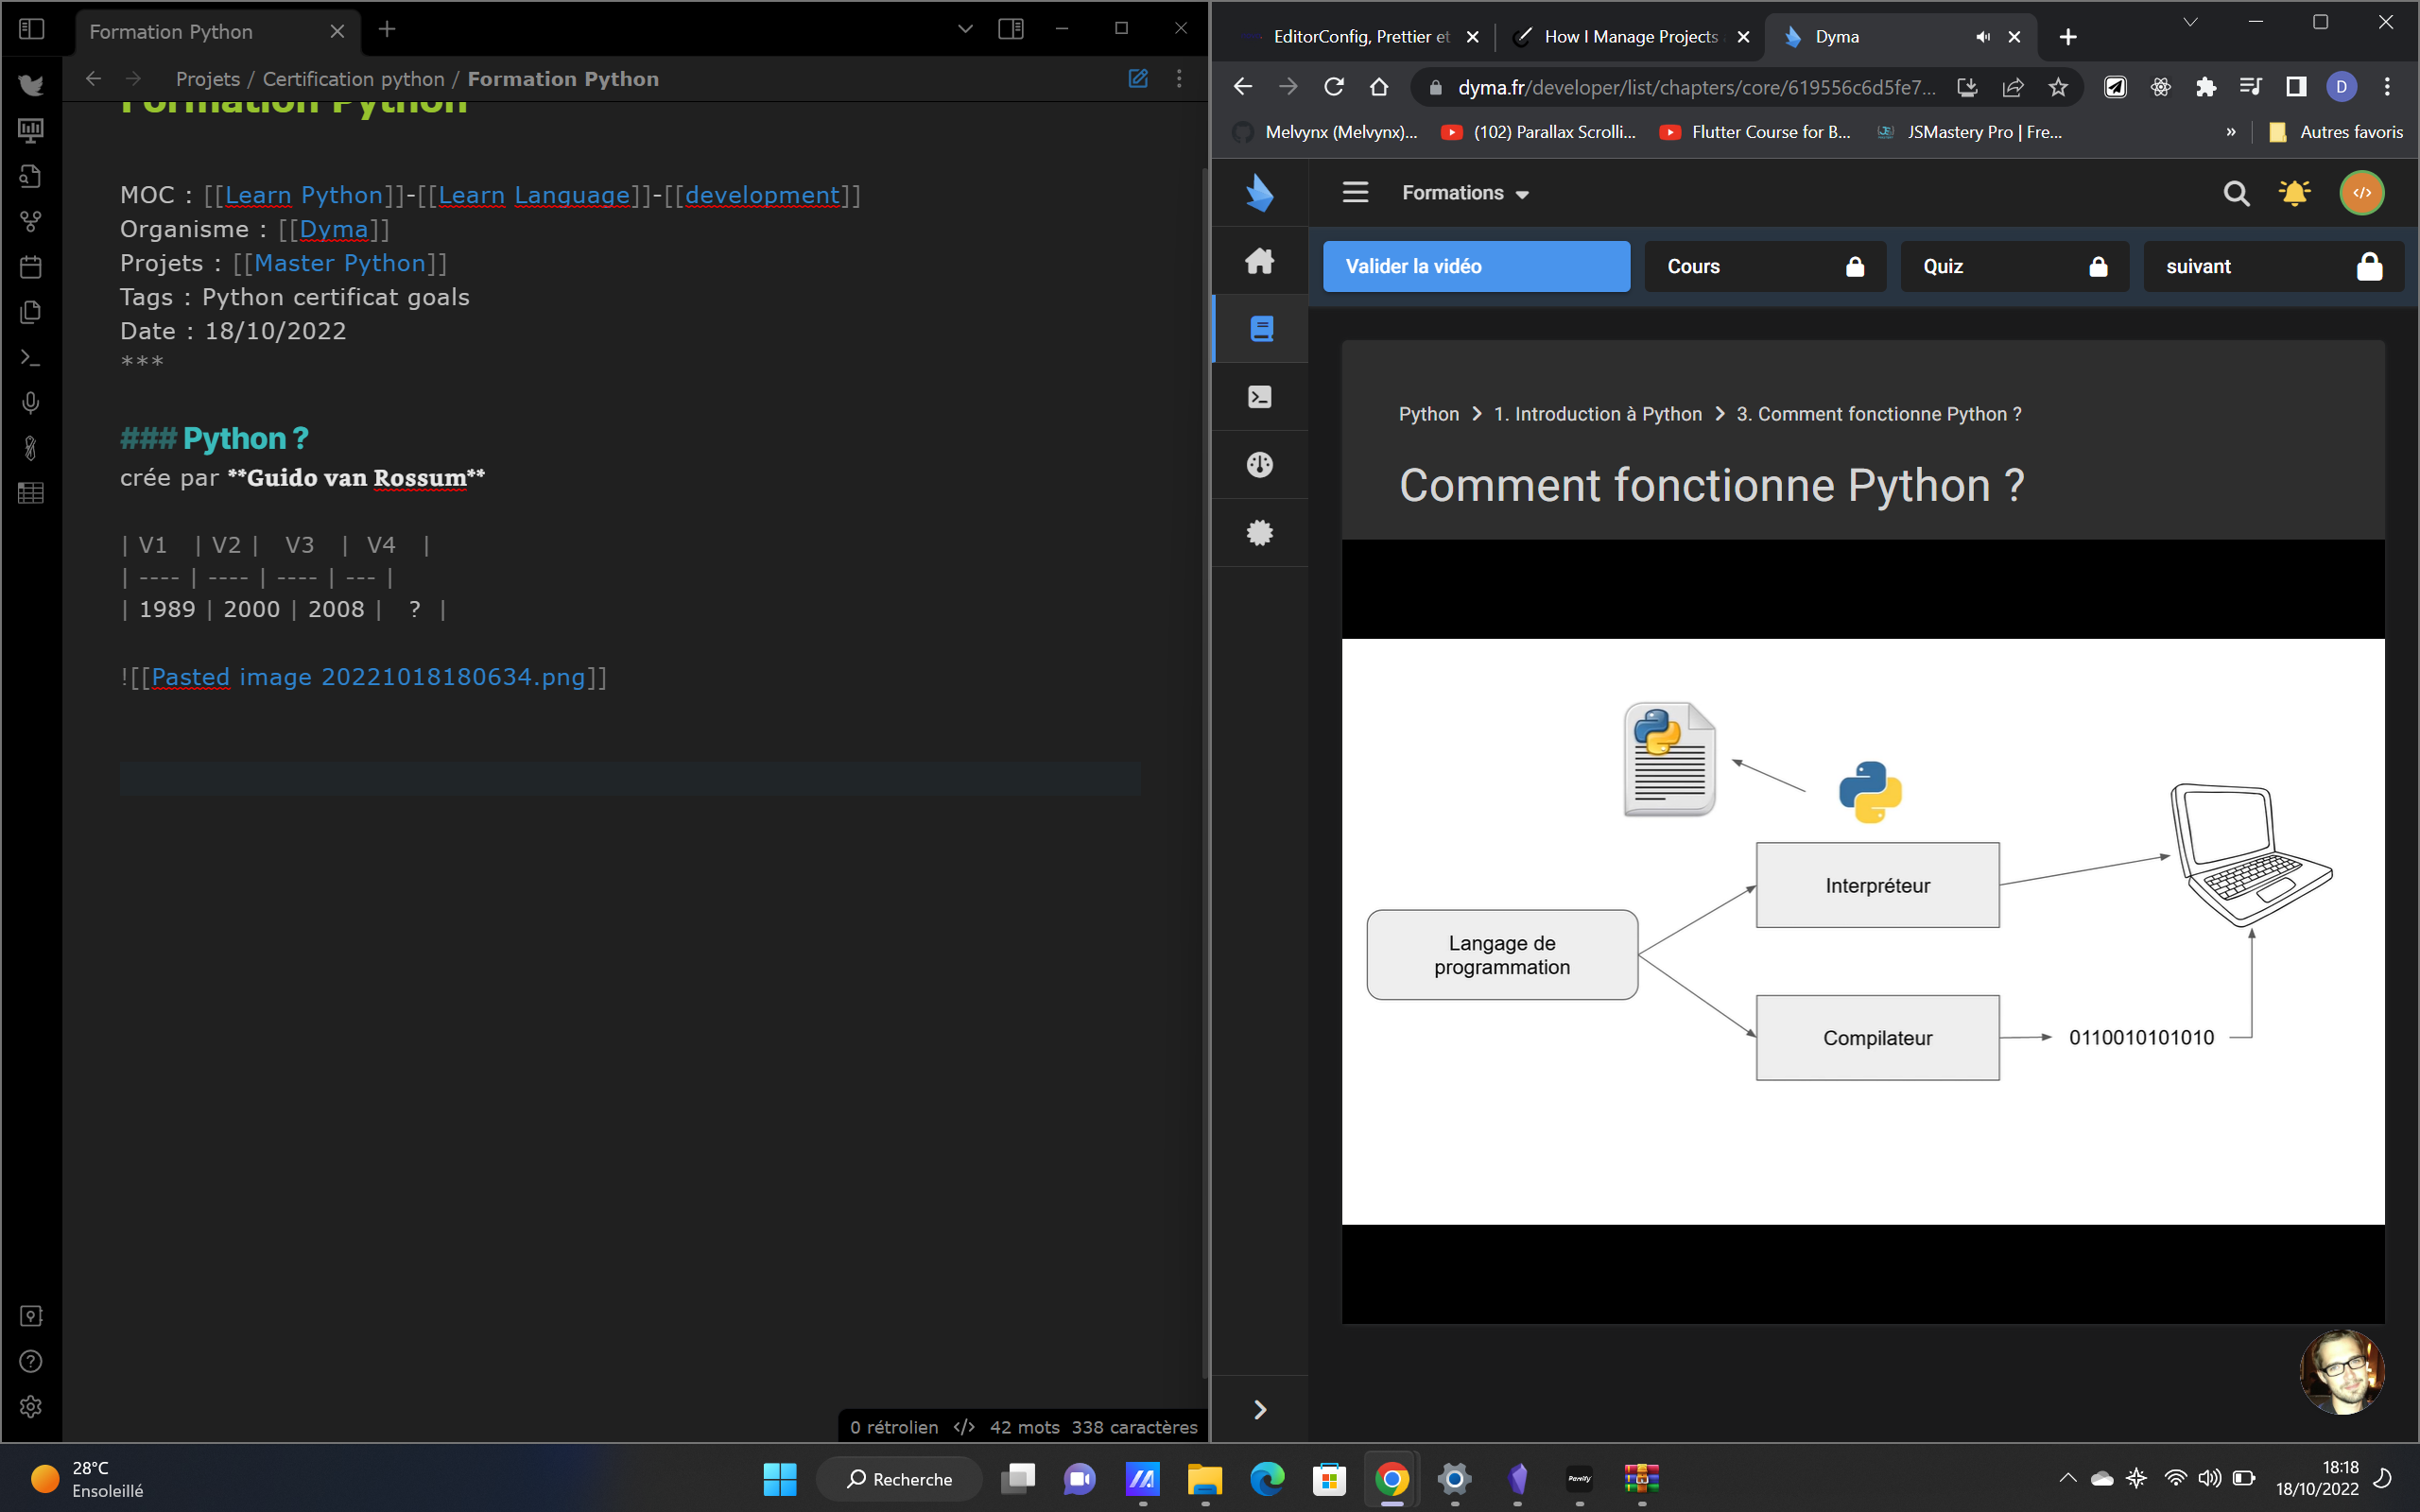 Formation Python
Projets / Certification python / Formation Python
Formation Python
MOC : [[Learn Python]]-[[Learn Language]]-[[development]]
Organisme : [[Dyma]]
Projets : [[Master Python]]
Tags : Python certificat goals
Date : 18/10/2022
***
### Python ?
crée par **Guido van Rossum**
| V1 | V2 | V3 | V4 |
| ---- | ---- | ---- | --- |
| 1989 | 2000 | 2008 | ? |
![[Pasted image 20221018180634.png]]
0 rétrolien </> 42 mots 338 caractères
EditorConfig, Prettier et
How I Manage Projects
Dyma
dyma.fr/developer/list/chapters/core/619556c6d5fe7...
D
Melvynx (Melvynx)...
(102) Parallax Scrolli...
Flutter Course for B...
JSMastery Pro | Fre...
»
Autres favoris
Formations
</>
Valider la vidéo
Cours
Quiz
suivant
Python > 1. Introduction à Python > 3. Comment fonctionne Python ?
Comment fonctionne Python ?
Interpréteur
Langage de
programmation
Compilateur
0110010101010
28°C
Ensoleillé
Recherche
18:18
18/10/2022